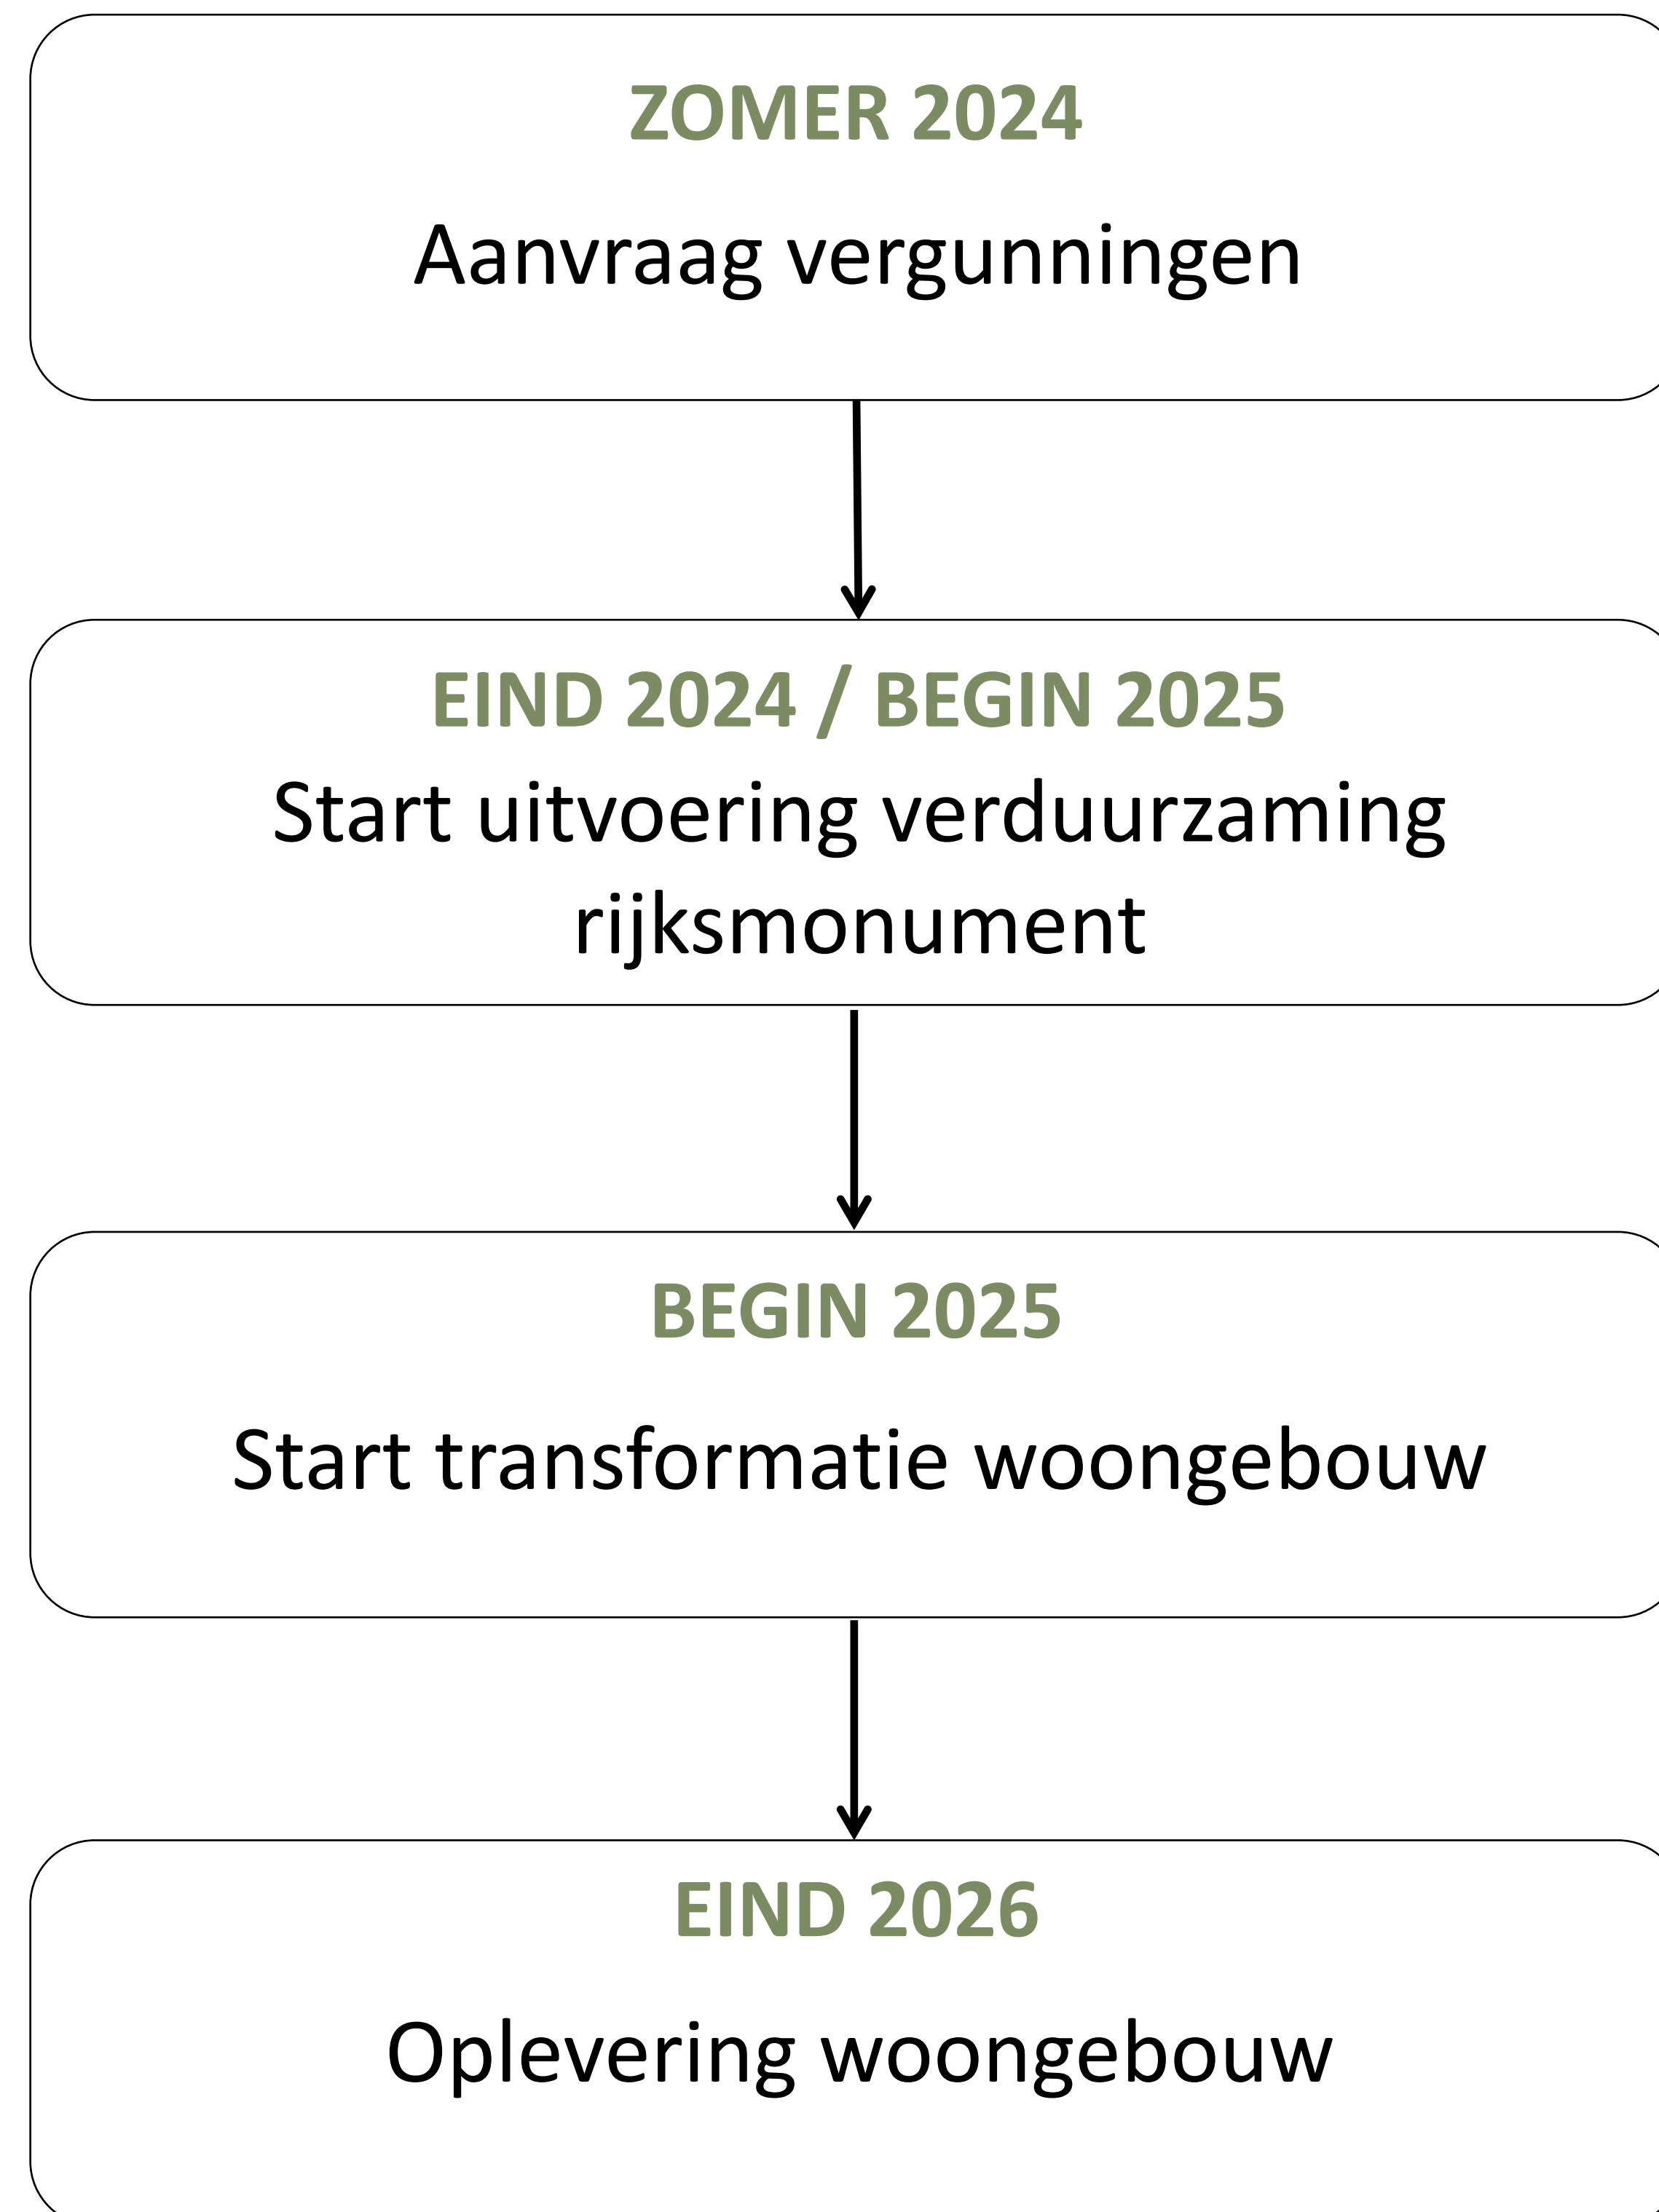 ZOMER 2024
Aanvraag vergunningen
EIND 2024 / BEGIN 2025
Start uitvoering verduurzaming
rijksmonument
BEGIN 2025
Start transformatie woongebouw
EIND 2026
Oplevering woongebouw